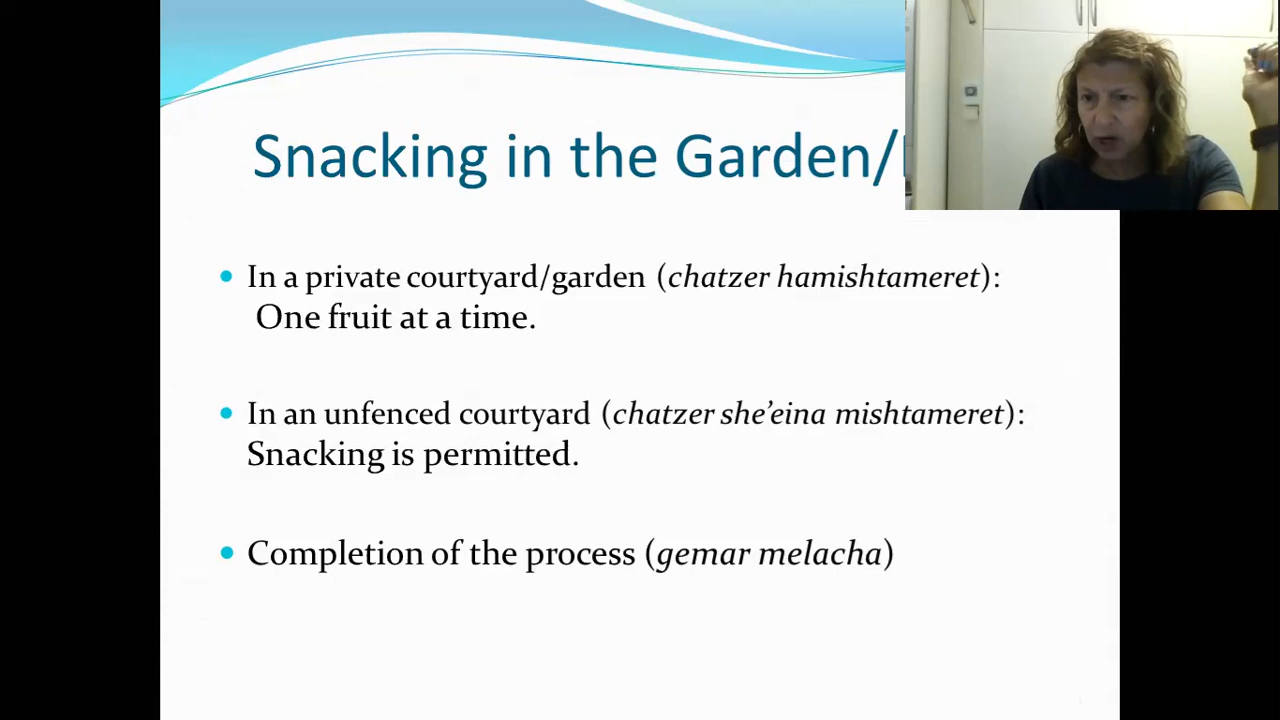 Snacking in the Garden/
In a private courtyard/garden (chatzer hamishtameret):
One fruit at a time.
In an unfenced courtyard (chatzer she’eina mishtameret):
Snacking is permitted.
Completion of the process (gemar melacha)